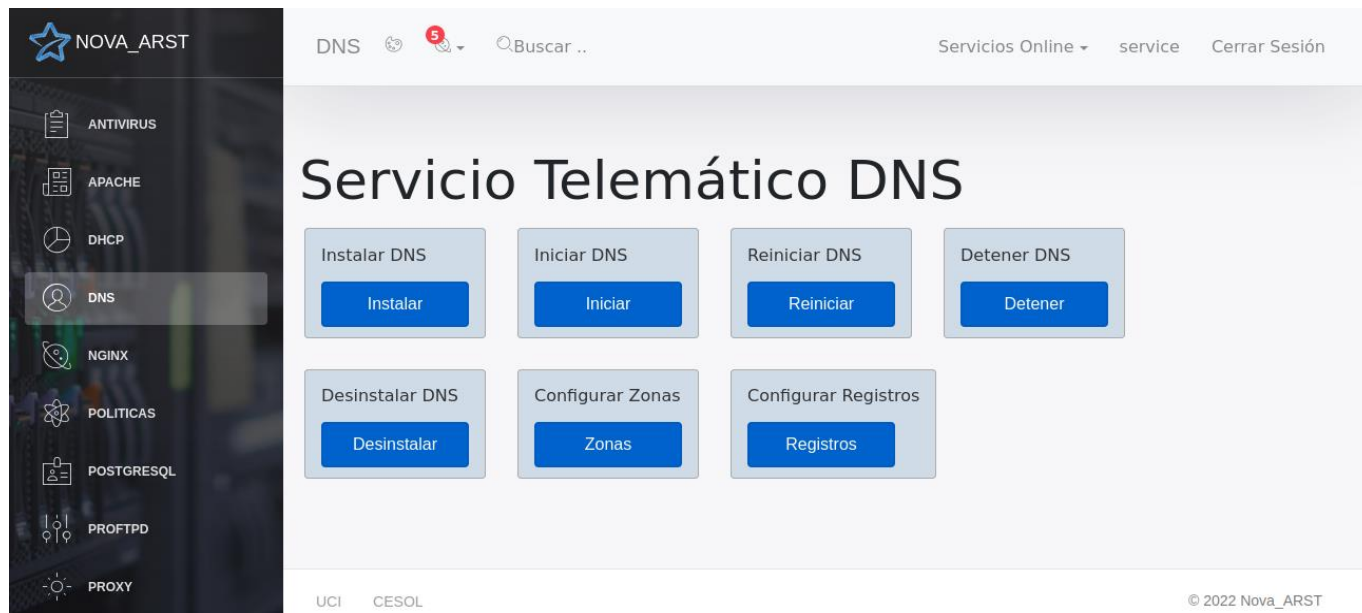 NOVA_ARST
ANTIVIRUS
APACHE
DHCP
DNS
NGINX
POLITICAS
POSTGRESQL
PROFTPD
PROXY
DNS 5 Buscar .. Servicios Online service Cerrar Sesión
Servicio Telemático DNS
Instalar DNS
Instalar
Iniciar DNS
Iniciar
Reiniciar DNS
Reiniciar
Detener DNS
Detener
Desinstalar DNS
Desinstalar
Configurar Zonas
Zonas
Configurar Registros
Registros
UCI CESOL © 2022 Nova_ARST